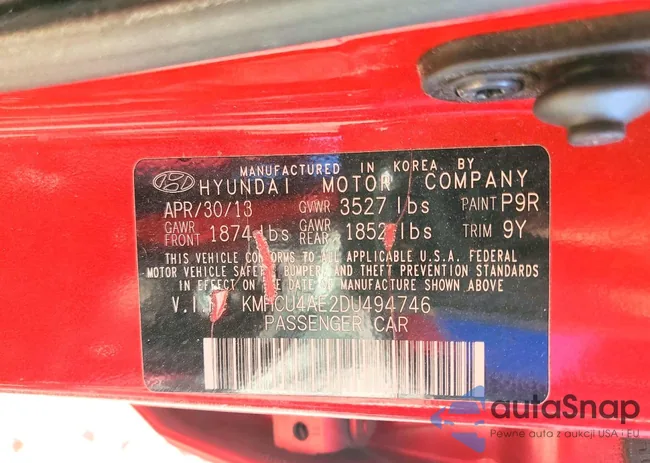 MANUFACTURED IN KOREA BY
HYUNDAI MOTOR COMPANY
APR/30/13 GVWR 3527 lbs PAINT P9R
GAWR FRONT 1874 lbs GAWR REAR 1852 lbs TRIM 9Y
THIS VEHICLE CONFORMS TO ALL APPLICABLE U.S.A. FEDERAL
MOTOR VEHICLE SAFETY BUMPER AND THEFT PREVENTION STANDARDS
IN EFFECT ON THE DATE OF MANUFACTURE SHOWN ABOVE
V.I. KMHCU4AE2DU494746
PASSENGER CAR
autaSnap
Pewne auta z aukcji USA i EU